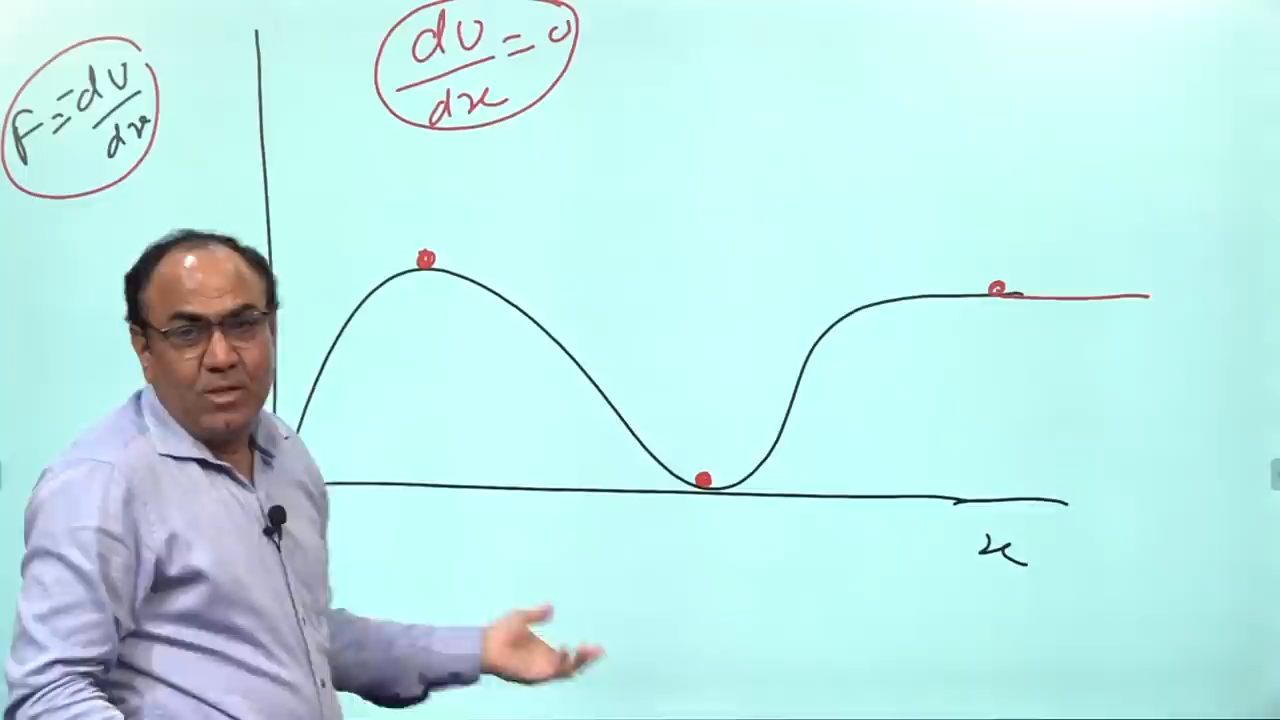 F = -dU/dx
dU/dx = 0
x